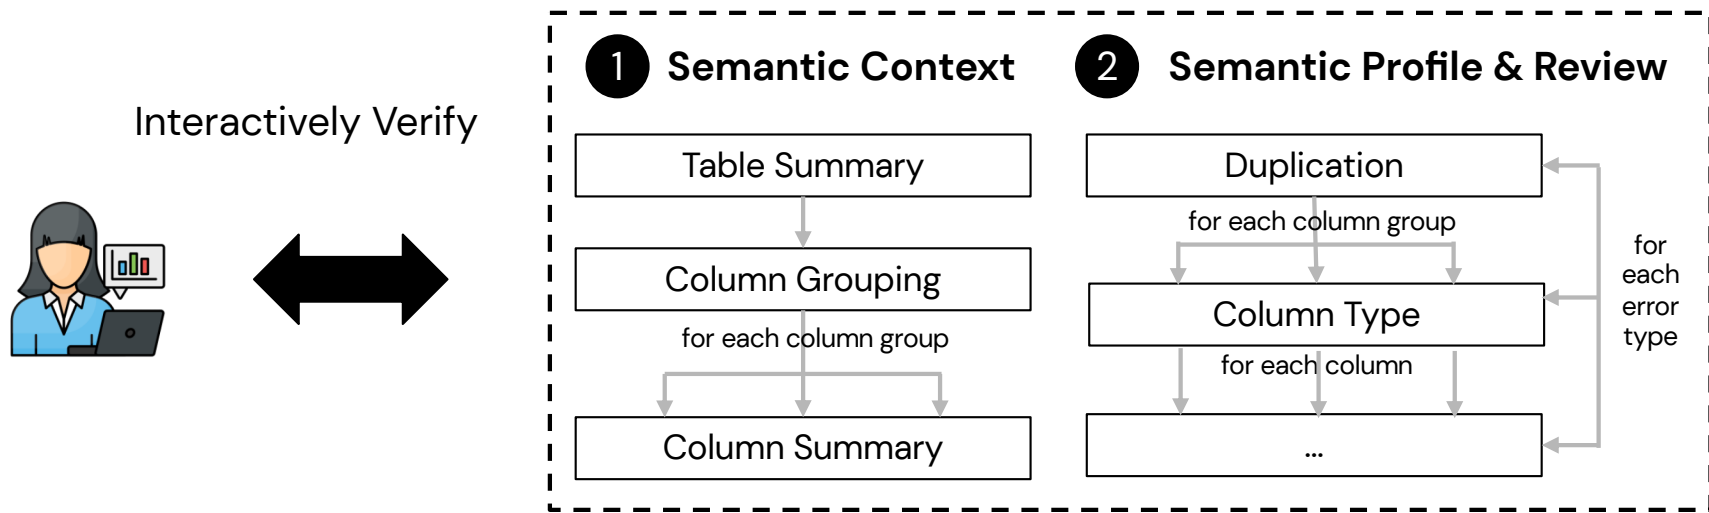 Interactively Verify
1 Semantic Context
Table Summary
Column Grouping
for each column group
Column Summary
2 Semantic Profile & Review
Duplication
for each column group
Column Type
for each column
...
for
each
error
type